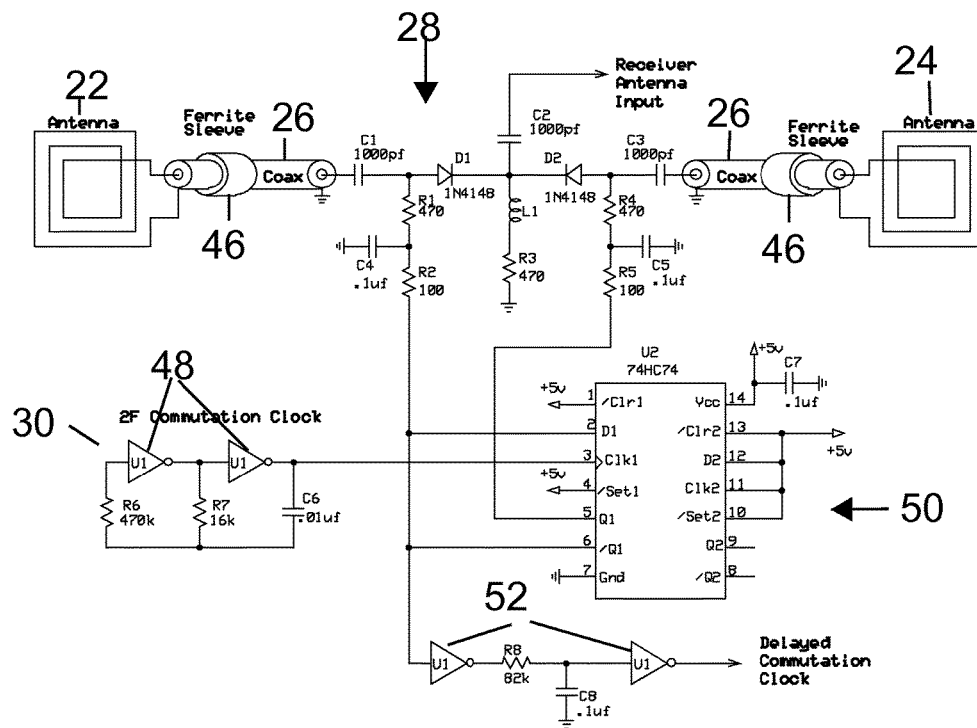 28
22
Antenna
Ferrite
Sleeve
26
Coax
46
C1
1000pf
D1
1N4148
C2
1000pf
Receiver
Antenna
Input
D2
1N4148
C3
1000pf
26
Coax
Ferrite
Sleeve
46
24
Antenna
R1
470
L1
R4
470
C4
.1uf
R2
100
R3
470
C5
.1uf
R5
100
48
30
2F Commutation Clock
U1
U1
R6
470k
R7
16k
C6
.01uf
U2
74HC74
+5v
C7
.1uf
+5v
1 /Clr1
Vcc 14
2 D1
/Clr2 13
+5v
3 Clk1
D2 12
+5v
4 /Set1
Clk2 11
5 Q1
/Set2 10
50
6 /Q1
Q2 9
7 Gnd
/Q2 8
52
U1
R8
82k
C8
.1uf
U1
Delayed
Commutation
Clock